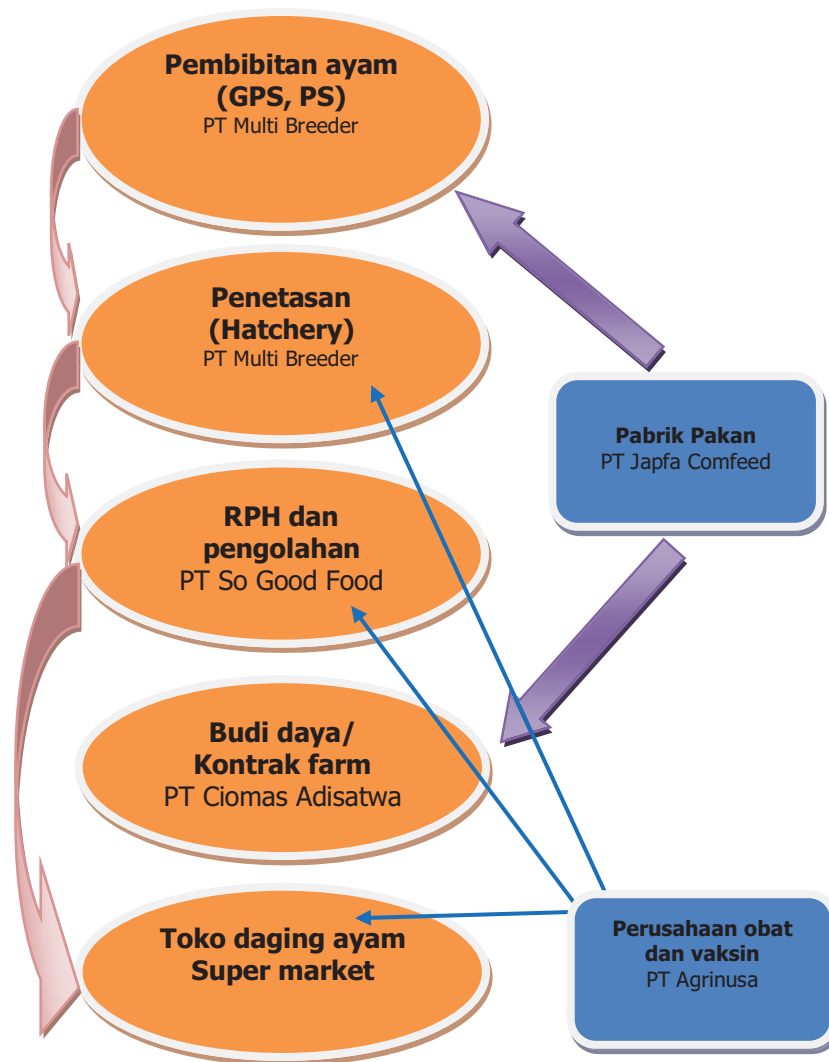 Pembibitan ayam
(GPS, PS)
PT Multi Breeder
Penetasan
(Hatchery)
PT Multi Breeder
Pabrik Pakan
PT Japfa Comfeed
RPH dan
pengolahan
PT So Good Food
Budi daya/
Kontrak farm
PT Ciomas Adisatwa
Toko daging ayam
Super market
Perusahaan obat
dan vaksin
PT Agrinusa